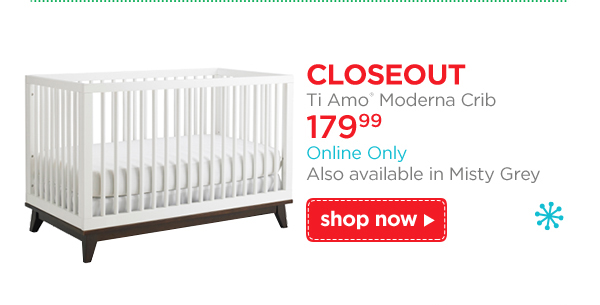 CLOSEOUT
Ti Amo® Moderna Crib
179⁹⁹
Online Only
Also available in Misty Grey
shop now ▶